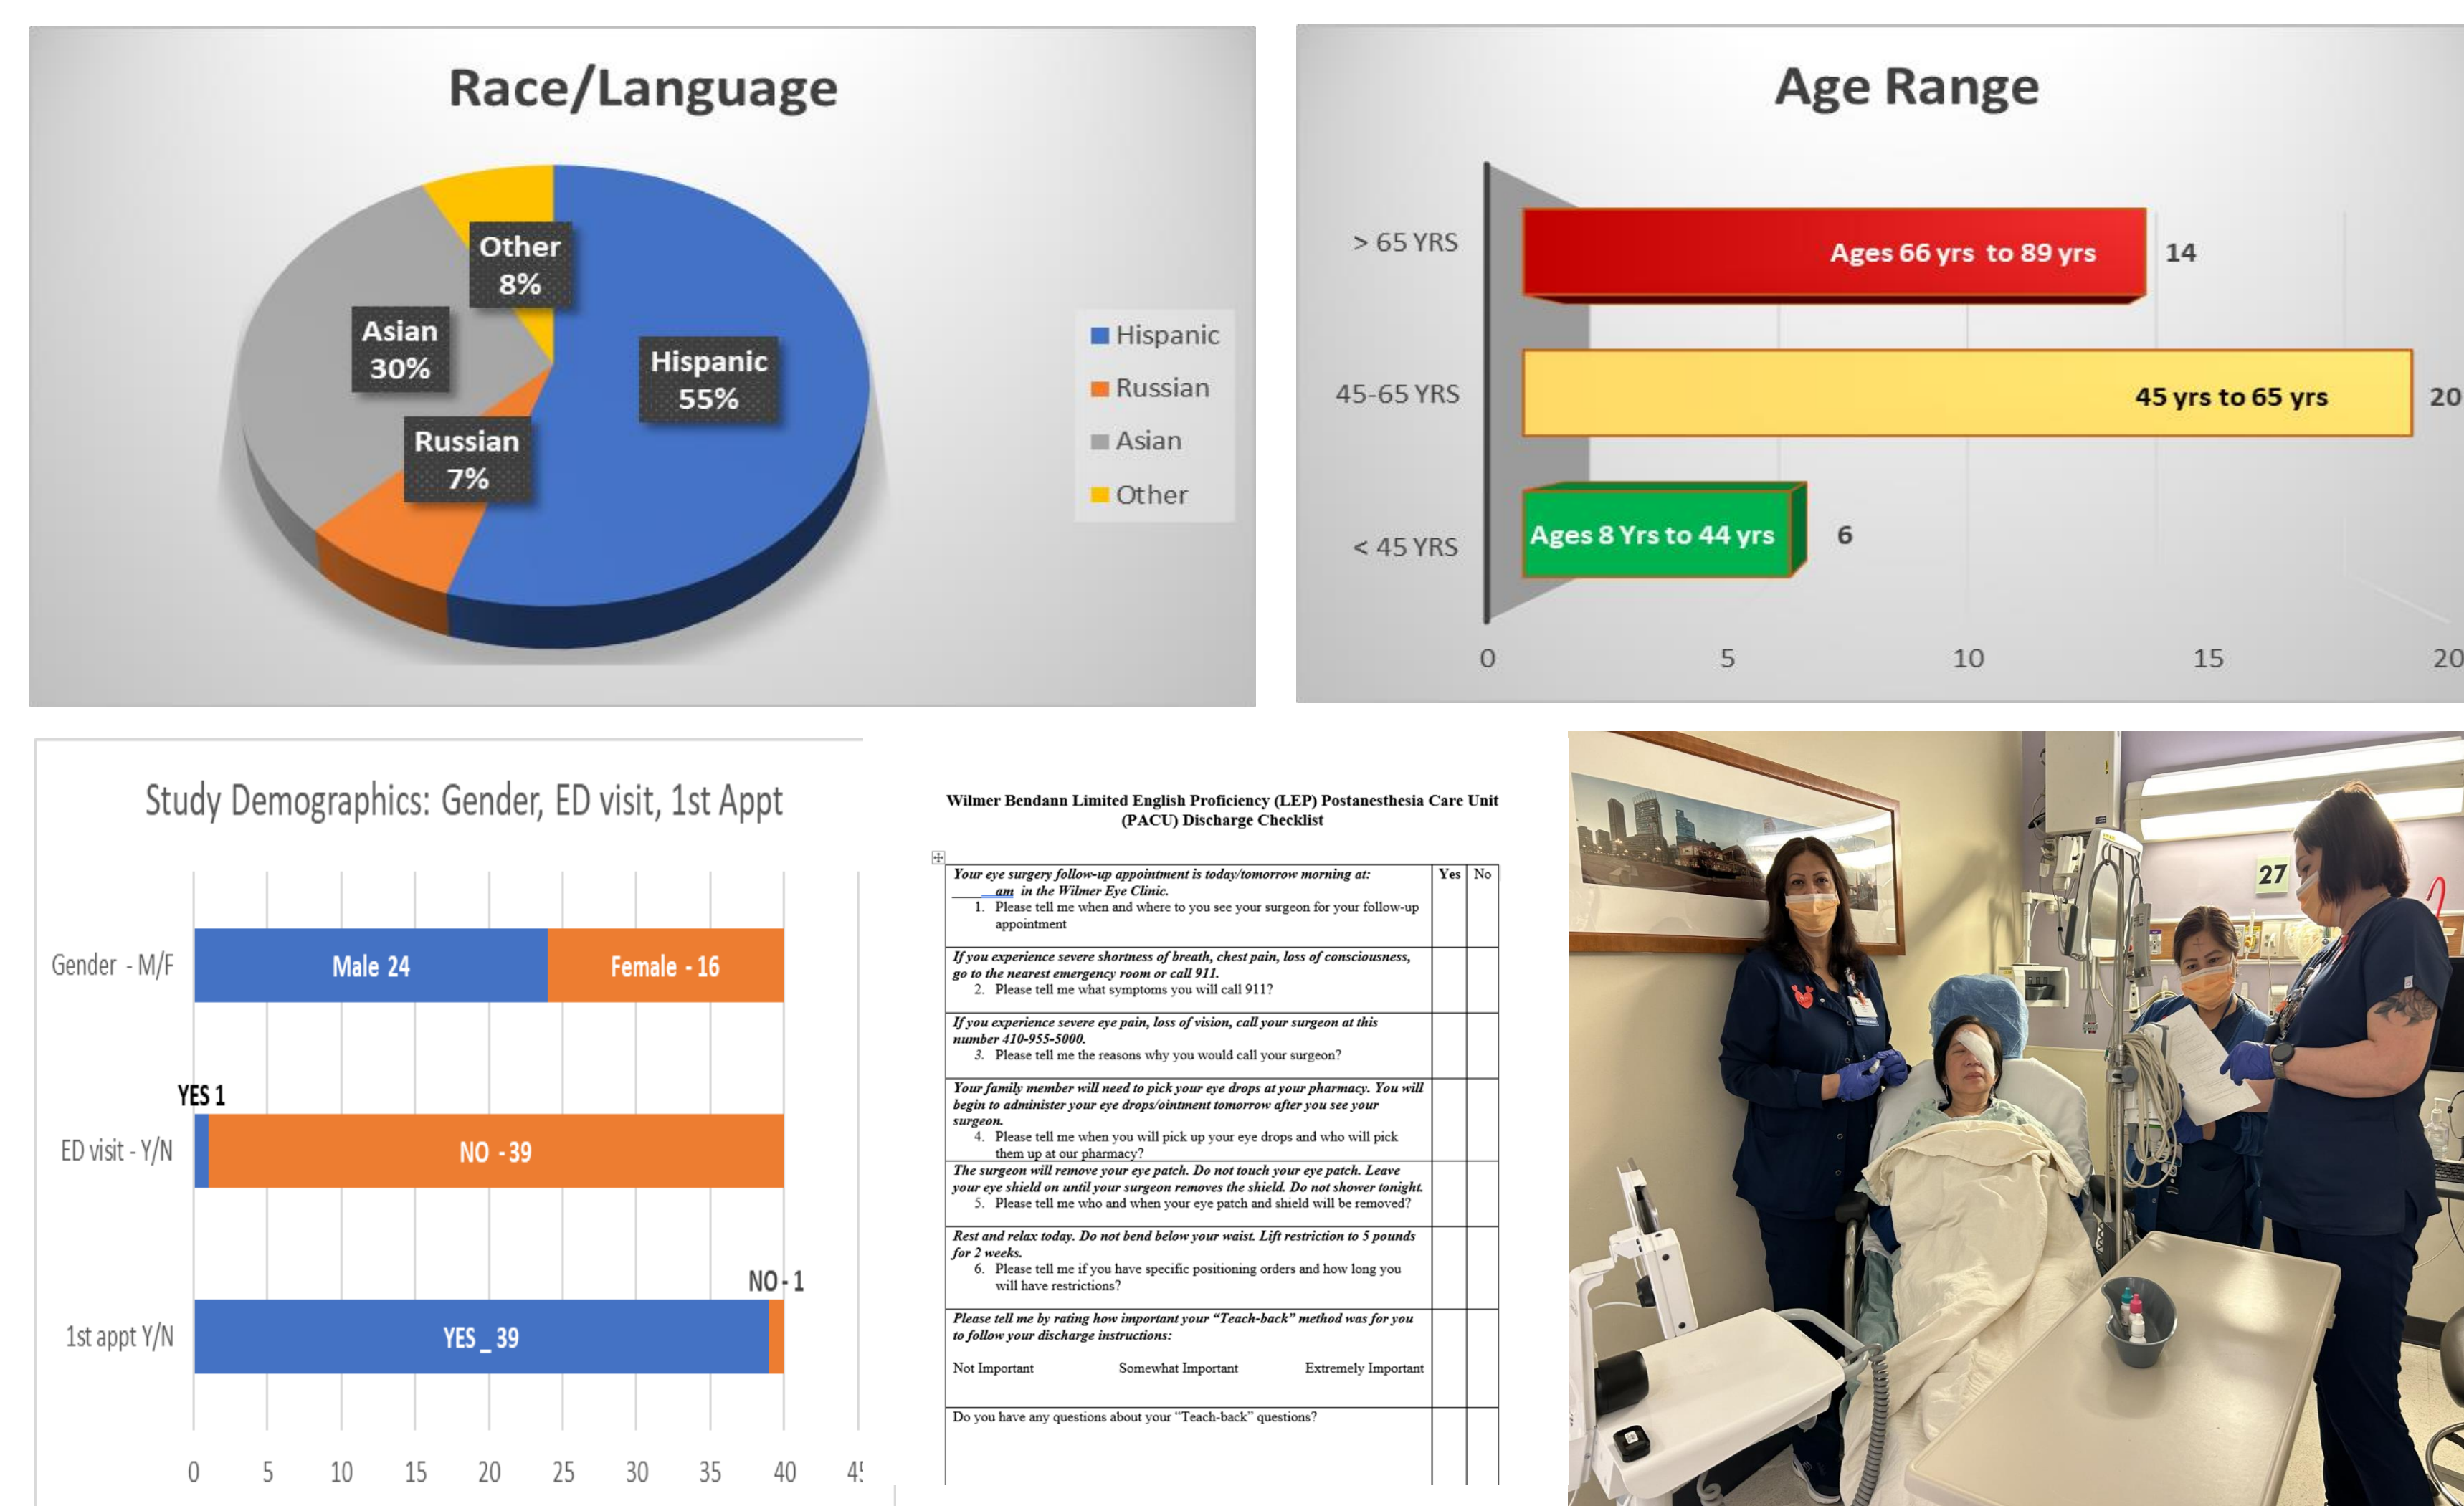 Race/Language
Other
8%
Asian
30%
Hispanic
55%
Russian
7%
Hispanic
Russian
Asian
Other
Age Range
> 65 YRS
Ages 66 yrs to 89 yrs
14
45-65 YRS
45 yrs to 65 yrs
20
< 45 YRS
Ages 8 Yrs to 44 yrs
6
0 5 10 15 20
Study Demographics: Gender, ED visit, 1st Appt
Gender - M/F
Male 24
Female - 16
YES 1
ED visit - Y/N
NO - 39
NO - 1
1st appt Y/N
YES _ 39
0 5 10 15 20 25 30 35 40
Wilmer Bendann Limited English Proficiency (LEP) Postanesthesia Care Unit
(PACU) Discharge Checklist
Your eye surgery follow-up appointment is today/tomorrow morning at:
______am in the Wilmer Eye Clinic.
Yes No
1. Please tell me when and where to you see your surgeon for your follow-up
appointment
If you experience severe shortness of breath, chest pain, loss of consciousness,
go to the nearest emergency room or call 911.
2. Please tell me what symptoms you will call 911?
If you experience severe eye pain, loss of vision, call your surgeon at this
number 410-955-5000.
3. Please tell me the reasons why you would call your surgeon?
Your family member will need to pick your eye drops at your pharmacy. You will
begin to administer your eye drops/ointment tomorrow after you see your
surgeon.
4. Please tell me when you will pick up your eye drops and who will pick
them up at our pharmacy?
The surgeon will remove your eye patch. Do not touch your eye patch. Leave
your eye shield on until your surgeon removes the shield. Do not shower tonight.
5. Please tell me who and when your eye patch and shield will be removed?
Rest and relax today. Do not bend below your waist. Lift restriction to 5 pounds
for 2 weeks.
6. Please tell me if you have specific positioning orders and how long you
will have restrictions?
Please tell me by rating how important your “Teach-back” method was for you
to follow your discharge instructions:
Not Important Somewhat Important Extremely Important
Do you have any questions about your “Teach-back” questions?
27